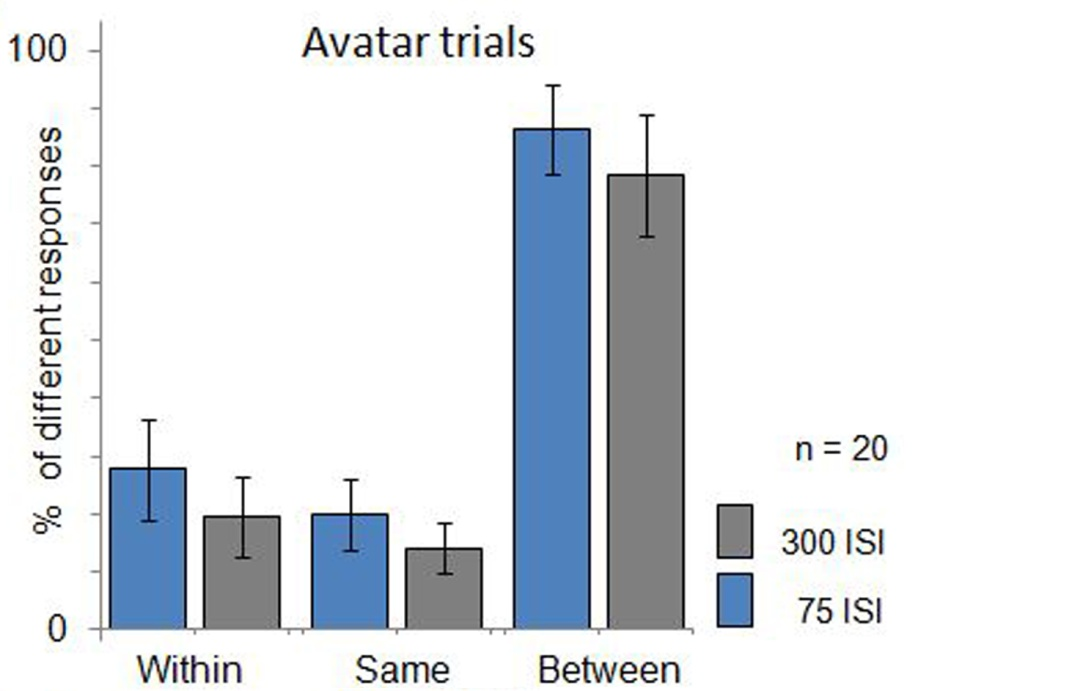 Avatar trials
100
% of different responses
0
Within Same Between
n = 20
300 ISI
75 ISI